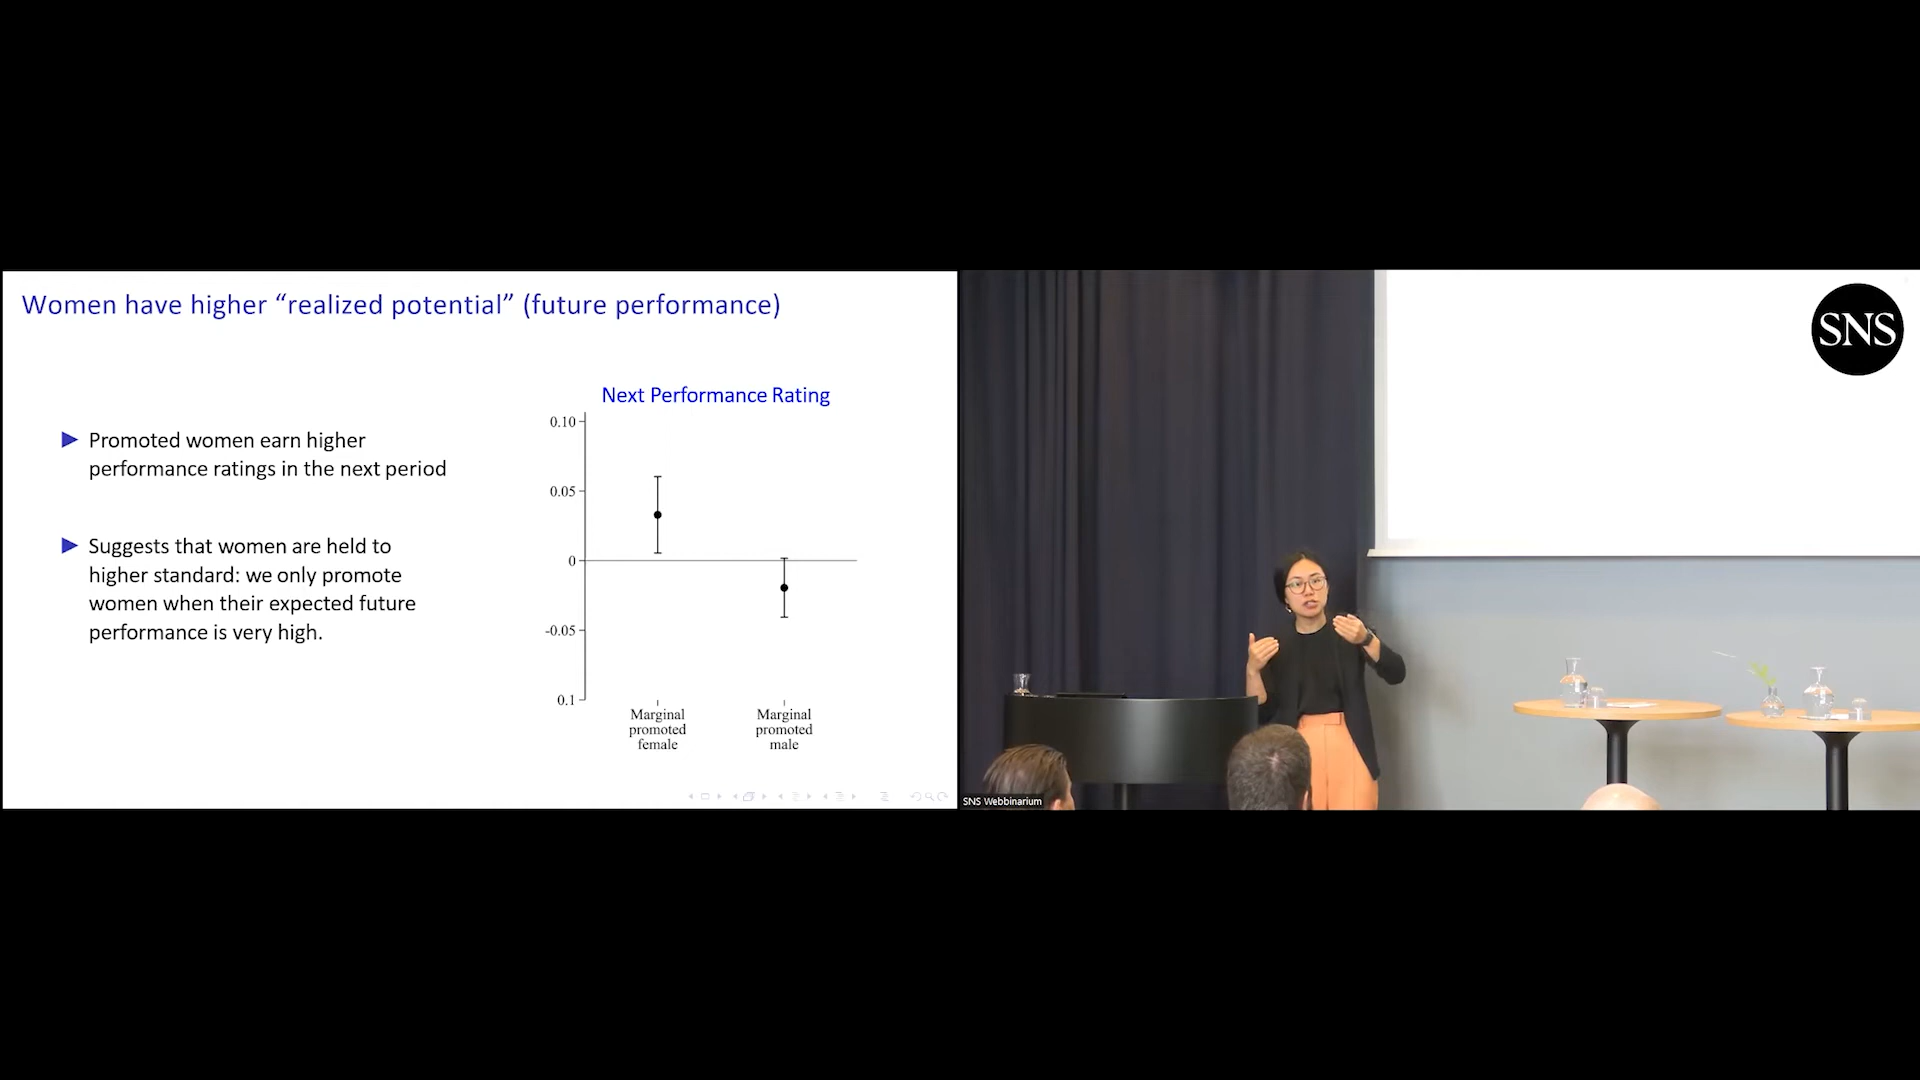 Women have higher “realized potential” (future performance)
Promoted women earn higher
performance ratings in the next period
Suggests that women are held to
higher standard: we only promote
women when their expected future
performance is very high.
Next Performance Rating
0.10
0.05
0
-0.05
0.1
Marginal
promoted
female
Marginal
promoted
male
SNS
SNS Webbinarium